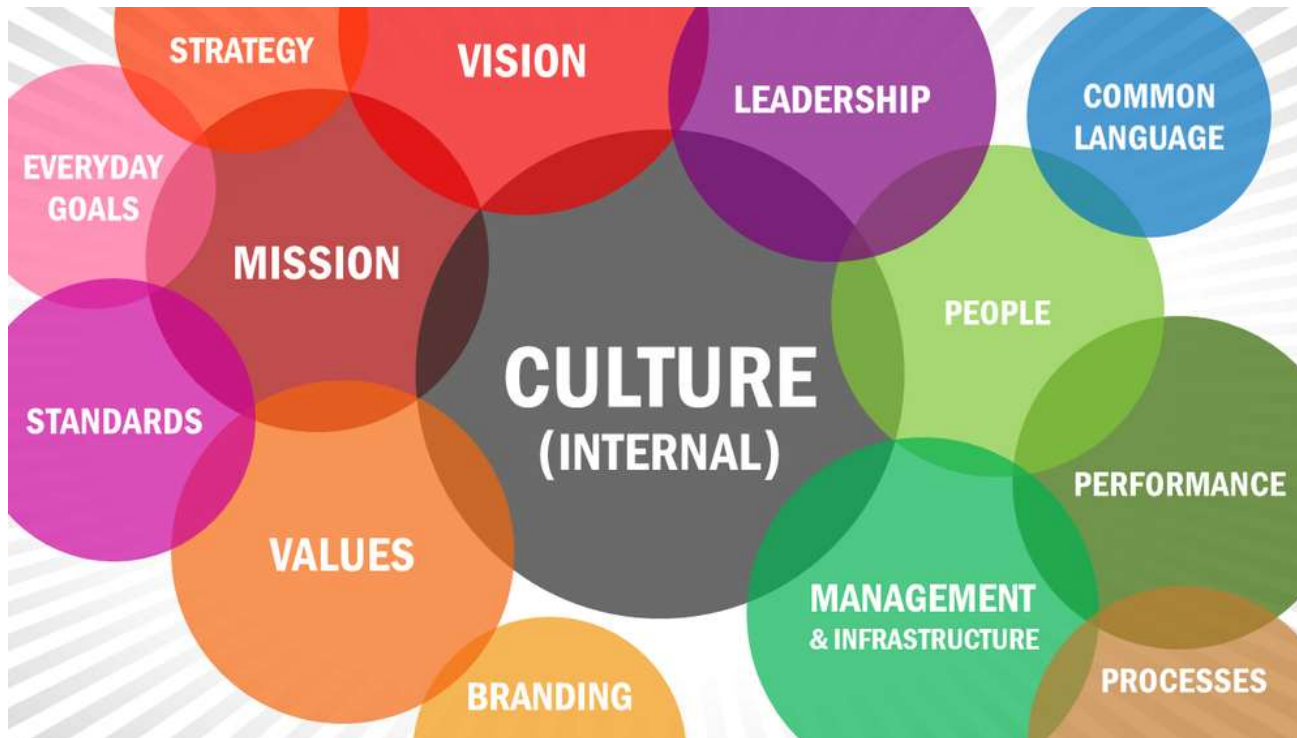 STRATEGY
VISION
LEADERSHIP
COMMON
LANGUAGE
EVERYDAY
GOALS
MISSION
PEOPLE
CULTURE
(INTERNAL)
STANDARDS
PERFORMANCE
VALUES
MANAGEMENT
& INFRASTRUCTURE
BRANDING
PROCESSES